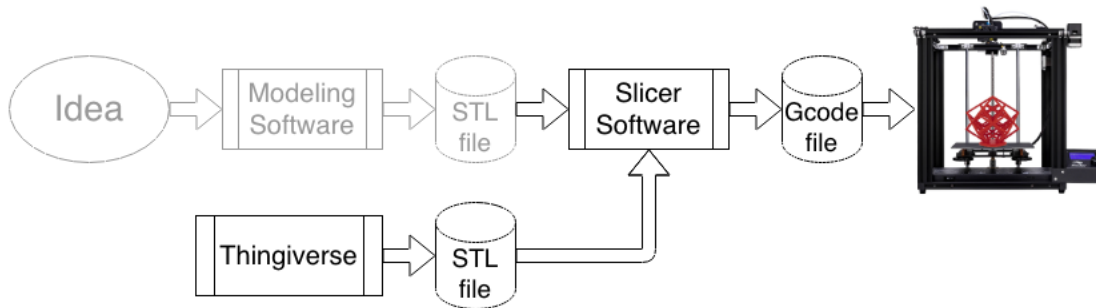 Idea
Modeling
Software
STL
file
Slicer
Software
Gcode
file
Thingiverse
STL
file